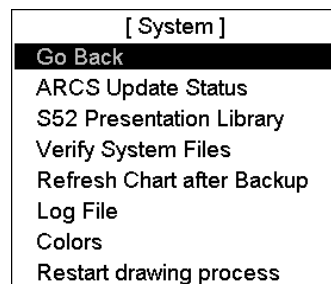 [ System ]
Go Back
ARCS Update Status
S52 Presentation Library
Verify System Files
Refresh Chart after Backup
Log File
Colors
Restart drawing process